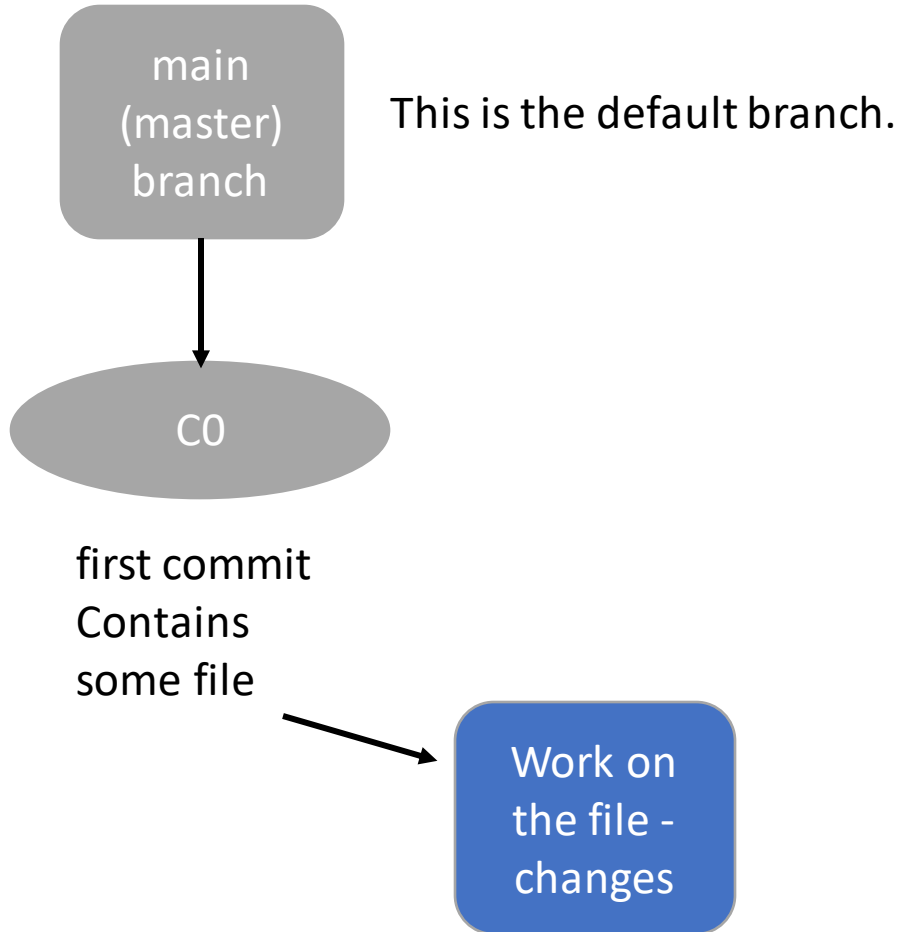 main
(master)
branch
This is the default branch.
C0
first commit
Contains
some file
Work on
the file -
changes